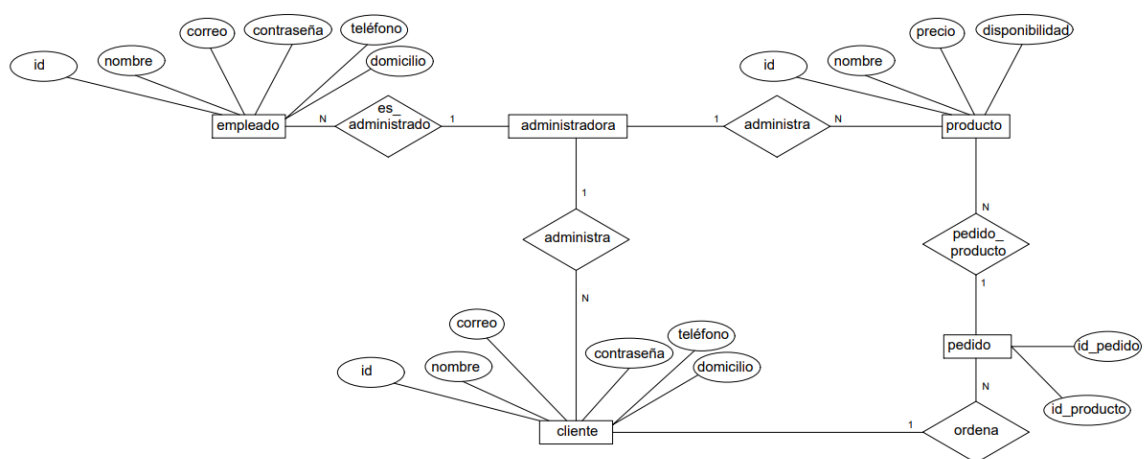 correo
contraseña
teléfono
id
nombre
domicilio
empleado
N
es_
administrado
1
administradora
1
administra
N
precio
disponibilidad
nombre
id
producto
1
administra
N
N
pedido_
producto
1
correo
teléfono
contraseña
nombre
domicilio
id
cliente
pedido
id_pedido
id_producto
N
1
ordena